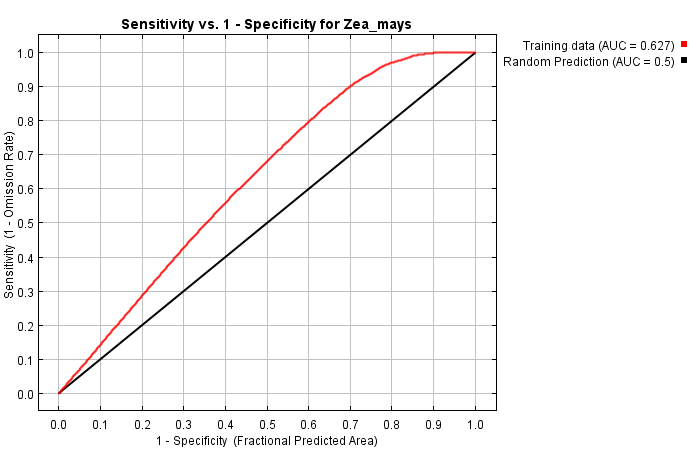 Sensitivity vs. 1 - Specificity for Zea_mays
Training data (AUC = 0.627)
Random Prediction (AUC = 0.5)
Sensitivity (1 - Omission Rate)
1.0
0.9
0.8
0.7
0.6
0.5
0.4
0.3
0.2
0.1
0.0
0.0 0.1 0.2 0.3 0.4 0.5 0.6 0.7 0.8 0.9 1.0
1 - Specificity (Fractional Predicted Area)